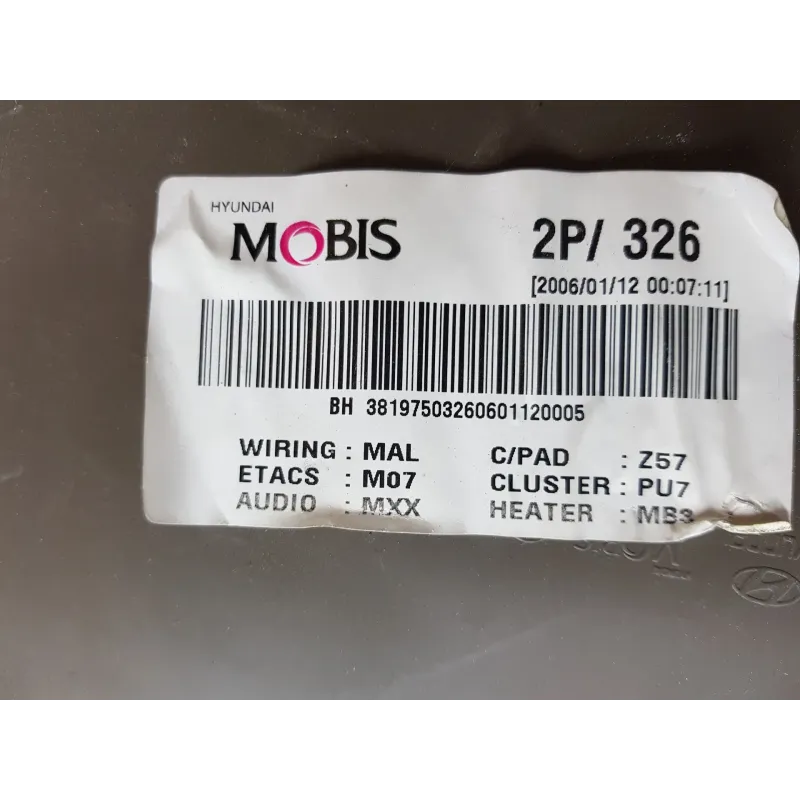 HYUNDAI
MOBIS
2P/ 326
[2006/01/12 00:07:11]
BH 38197503260601120005
WIRING : MAL
C/PAD : Z57
ETACS : M07
CLUSTER : PU7
AUDIO : MXX
HEATER : MB3